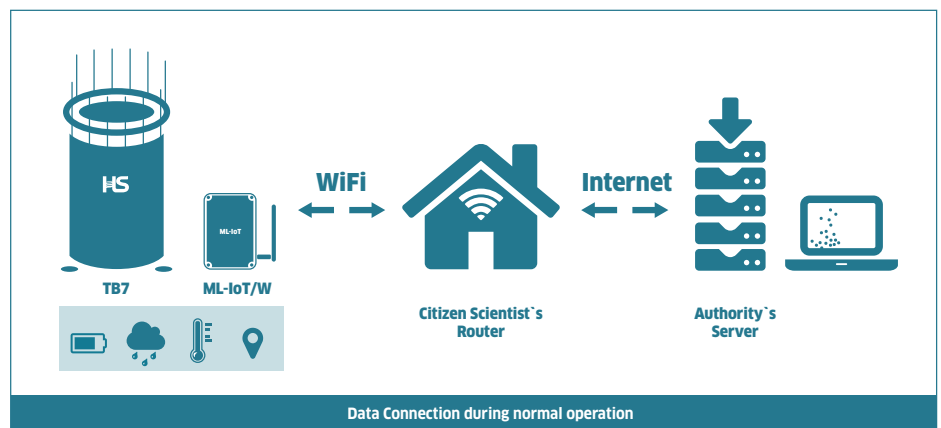 HS
ML-IoT
TB7
ML-IoT/W
WiFi
Citizen Scientist`s
Router
Internet
Authority`s
Server
Data Connection during normal operation